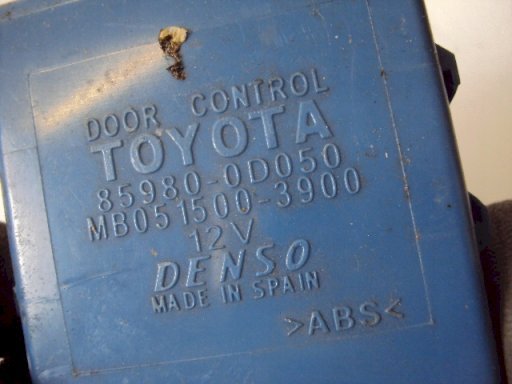 DOOR CONTROL
TOYOTA
85980-0D050
MB051500-3900
12V
DENSO
MADE IN SPAIN
>ABS<